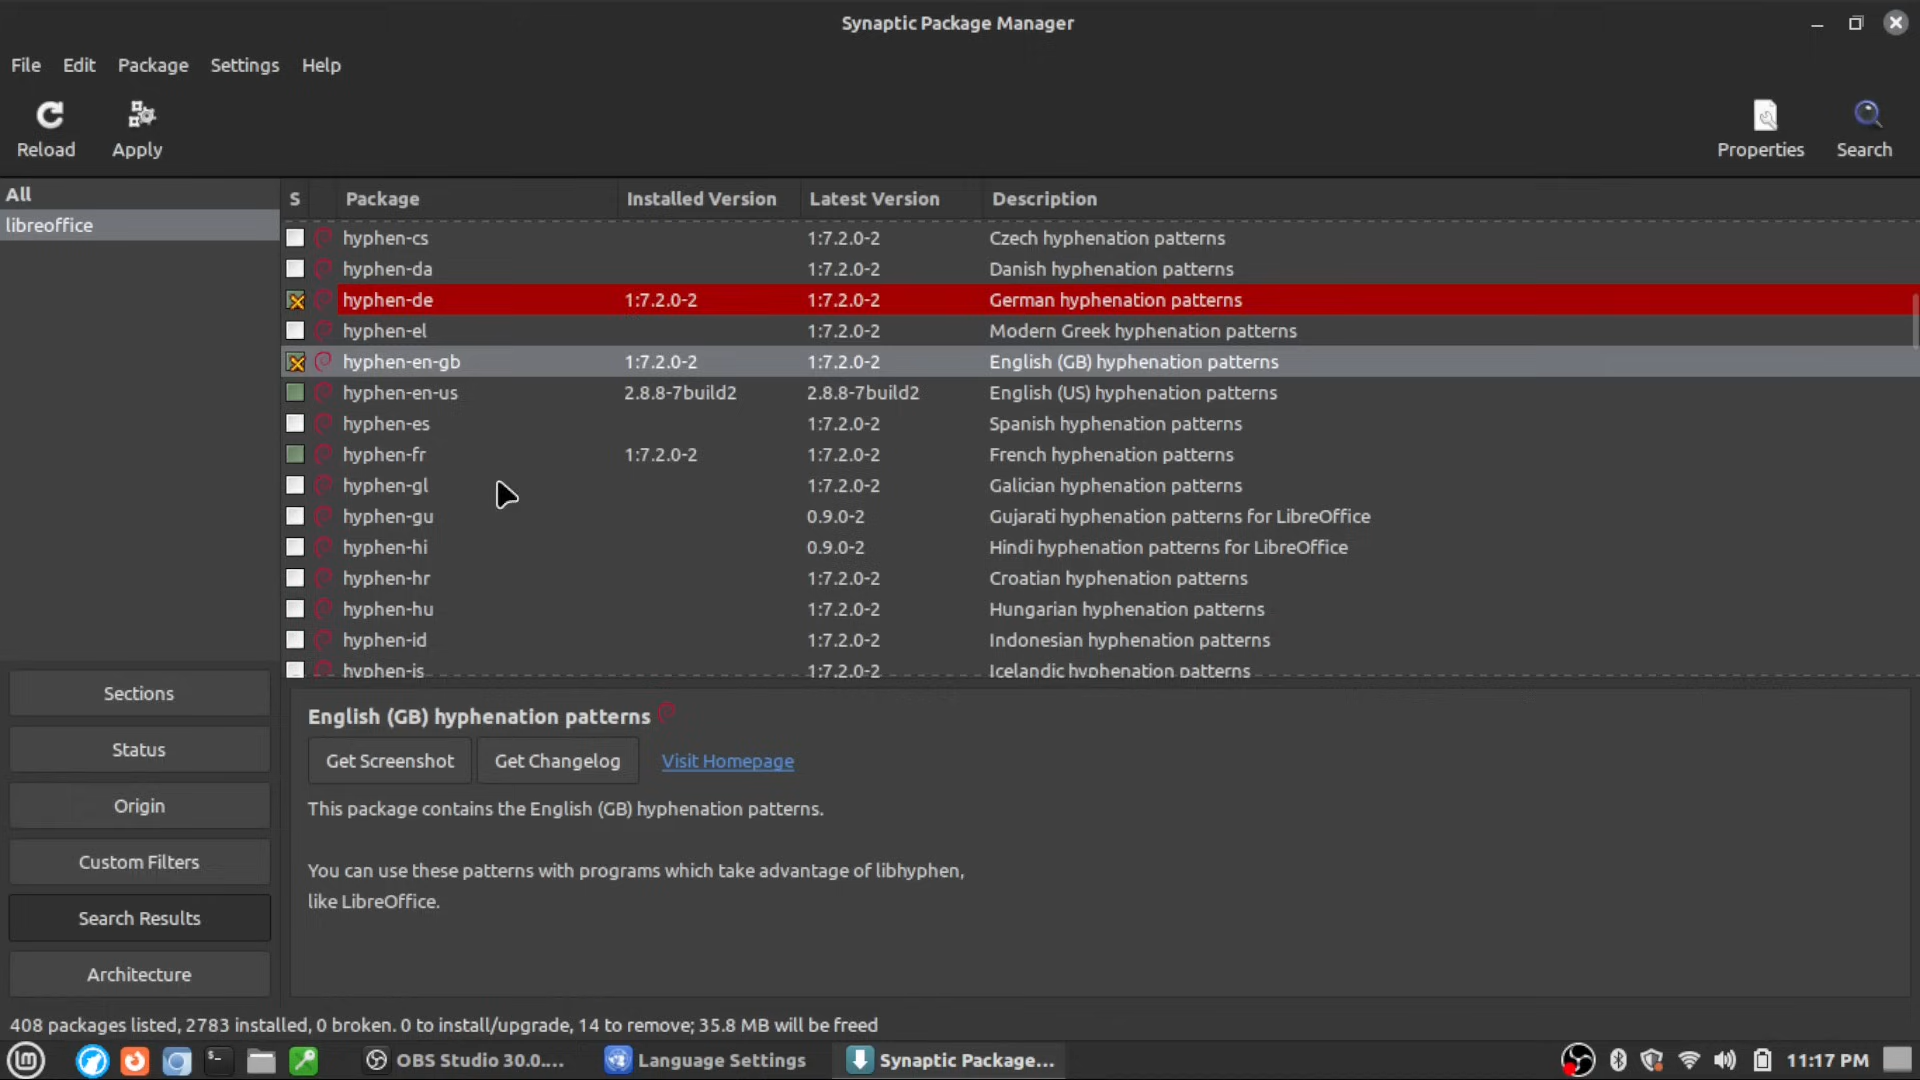 Synaptic Package Manager
File Edit Package Settings Help
Reload Apply Properties Search
All
libreoffice
S Package Installed Version Latest Version Description
hyphen-cs 1:7.2.0-2 Czech hyphenation patterns
hyphen-da 1:7.2.0-2 Danish hyphenation patterns
hyphen-de 1:7.2.0-2 1:7.2.0-2 German hyphenation patterns
hyphen-el 1:7.2.0-2 Modern Greek hyphenation patterns
hyphen-en-gb 1:7.2.0-2 1:7.2.0-2 English (GB) hyphenation patterns
hyphen-en-us 2.8.8-7build2 2.8.8-7build2 English (US) hyphenation patterns
hyphen-es 1:7.2.0-2 Spanish hyphenation patterns
hyphen-fr 1:7.2.0-2 1:7.2.0-2 French hyphenation patterns
hyphen-gl 1:7.2.0-2 Galician hyphenation patterns
hyphen-gu 0.9.0-2 Gujarati hyphenation patterns for LibreOffice
hyphen-hi 0.9.0-2 Hindi hyphenation patterns for LibreOffice
hyphen-hr 1:7.2.0-2 Croatian hyphenation patterns
hyphen-hu 1:7.2.0-2 Hungarian hyphenation patterns
hyphen-id 1:7.2.0-2 Indonesian hyphenation patterns
hyphen-is 1:7.2.0-2 Icelandic hyphenation patterns
Sections
Status
Origin
Custom Filters
Search Results
Architecture
English (GB) hyphenation patterns
Get Screenshot Get Changelog Visit Homepage
This package contains the English (GB) hyphenation patterns.
You can use these patterns with programs which take advantage of libhyphen,
like LibreOffice.
408 packages listed, 2783 installed, 0 broken. 0 to install/upgrade, 14 to remove; 35.8 MB will be freed
OBS Studio 30.0.... Language Settings Synaptic Package... 11:17 PM